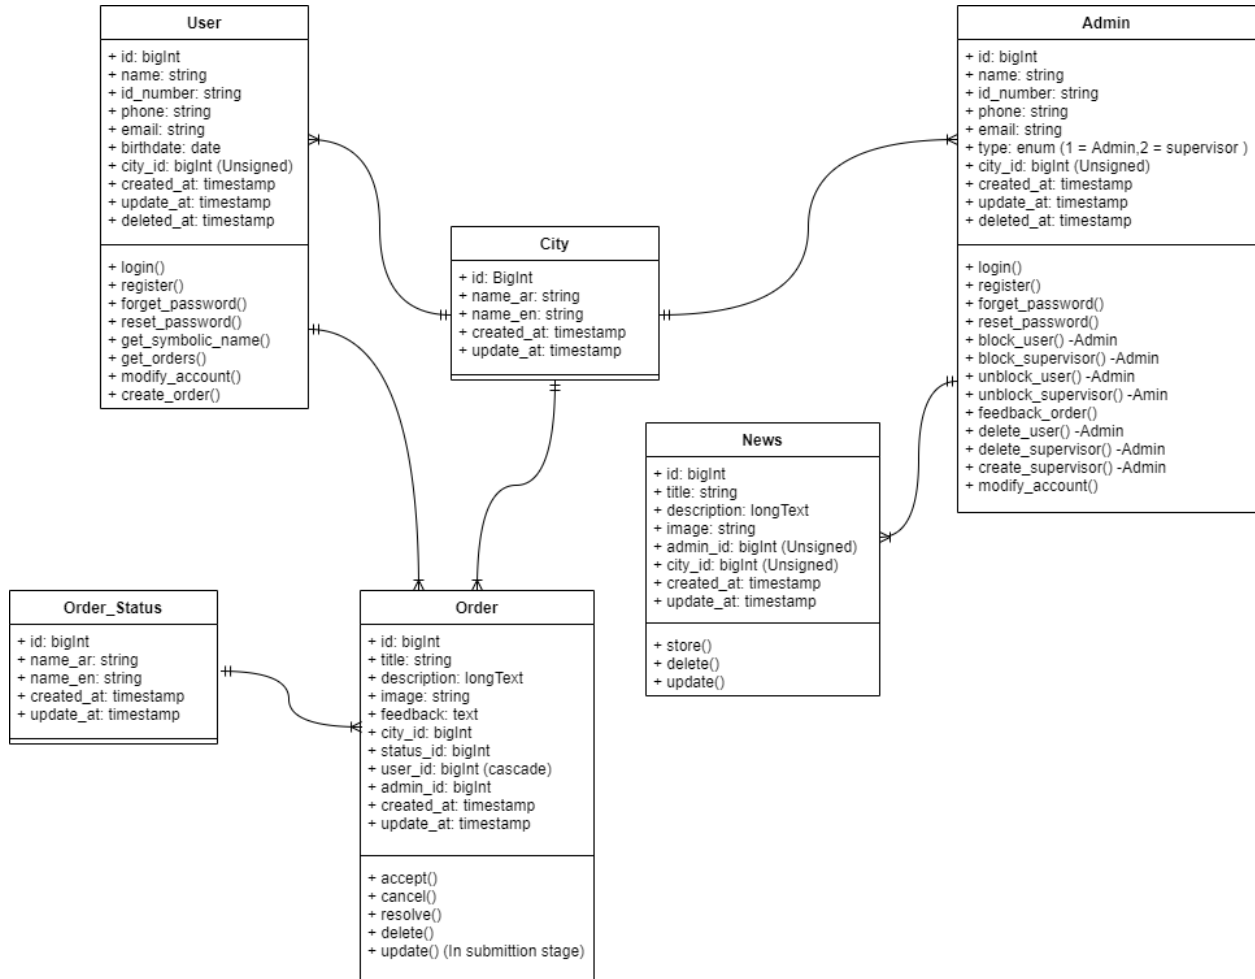 User
+ id: bigInt
+ name: string
+ id_number: string
+ phone: string
+ email: string
+ birthdate: date
+ city_id: bigInt (Unsigned)
+ created_at: timestamp
+ update_at: timestamp
+ deleted_at: timestamp
+ login()
+ register()
+ forget_password()
+ reset_password()
+ get_symbolic_name()
+ get_orders()
+ modify_account()
+ create_order()
Admin
+ id: bigInt
+ name: string
+ id_number: string
+ phone: string
+ email: string
+ type: enum (1 = Admin,2 = supervisor )
+ city_id: bigInt (Unsigned)
+ created_at: timestamp
+ update_at: timestamp
+ deleted_at: timestamp
+ login()
+ register()
+ forget_password()
+ reset_password()
+ block_user() -Admin
+ block_supervisor() -Admin
+ unblock_user() -Admin
+ unblock_supervisor() -Amin
+ feedback_order()
+ delete_user() -Admin
+ delete_supervisor() -Admin
+ create_supervisor() -Admin
+ modify_account()
City
+ id: BigInt
+ name_ar: string
+ name_en: string
+ created_at: timestamp
+ update_at: timestamp
News
+ id: bigInt
+ title: string
+ description: longText
+ image: string
+ admin_id: bigInt (Unsigned)
+ city_id: bigInt (Unsigned)
+ created_at: timestamp
+ update_at: timestamp
+ store()
+ delete()
+ update()
Order_Status
+ id: bigInt
+ name_ar: string
+ name_en: string
+ created_at: timestamp
+ update_at: timestamp
Order
+ id: bigInt
+ title: string
+ description: longText
+ image: string
+ feedback: text
+ city_id: bigInt
+ status_id: bigInt
+ user_id: bigInt (cascade)
+ admin_id: bigInt
+ created_at: timestamp
+ update_at: timestamp
+ accept()
+ cancel()
+ resolve()
+ delete()
+ update() (In submittion stage)